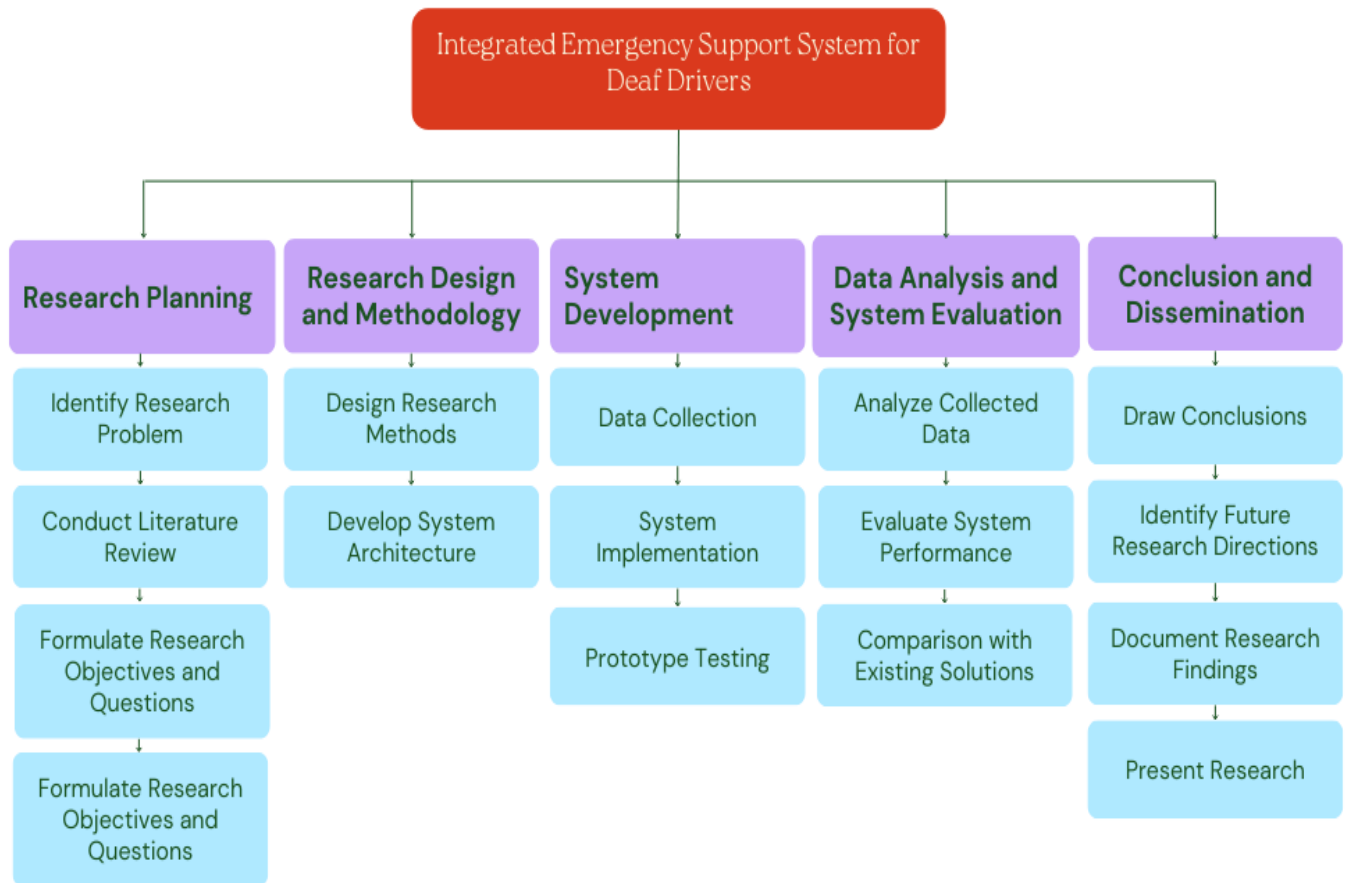 Integrated Emergency Support System for
Deaf Drivers
Research Planning
Identify Research
Problem
Conduct Literature
Review
Formulate Research
Objectives and
Questions
Formulate Research
Objectives and
Questions
Research Design
and Methodology
Design Research
Methods
Develop System
Architecture
System
Development
Data Collection
System
Implementation
Prototype Testing
Data Analysis and
System Evaluation
Analyze Collected
Data
Evaluate System
Performance
Comparison with
Existing Solutions
Conclusion and
Dissemination
Draw Conclusions
Identify Future
Research Directions
Document Research
Findings
Present Research